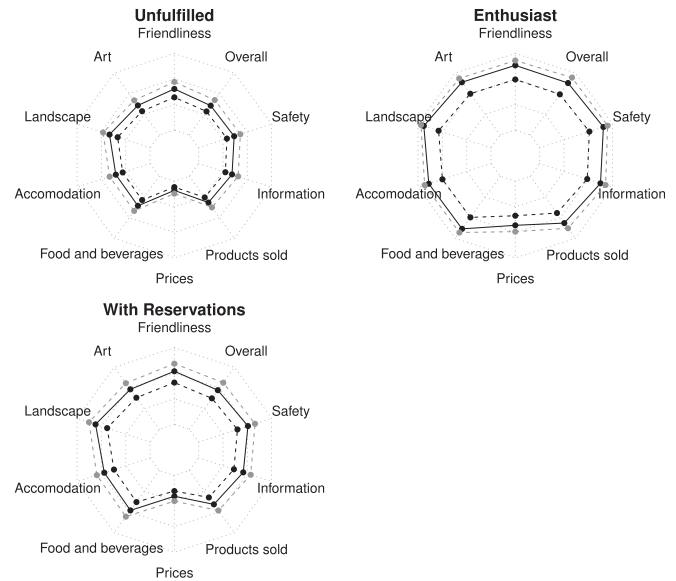 Unfulfilled
Friendliness
Art
Overall
Landscape
Safety
Accomodation
Information
Food and beverages
Products sold
Prices
Enthusiast
Friendliness
Art
Overall
Landscape
Safety
Accomodation
Information
Food and beverages
Products sold
Prices
With Reservations
Friendliness
Art
Overall
Landscape
Safety
Accomodation
Information
Food and beverages
Products sold
Prices